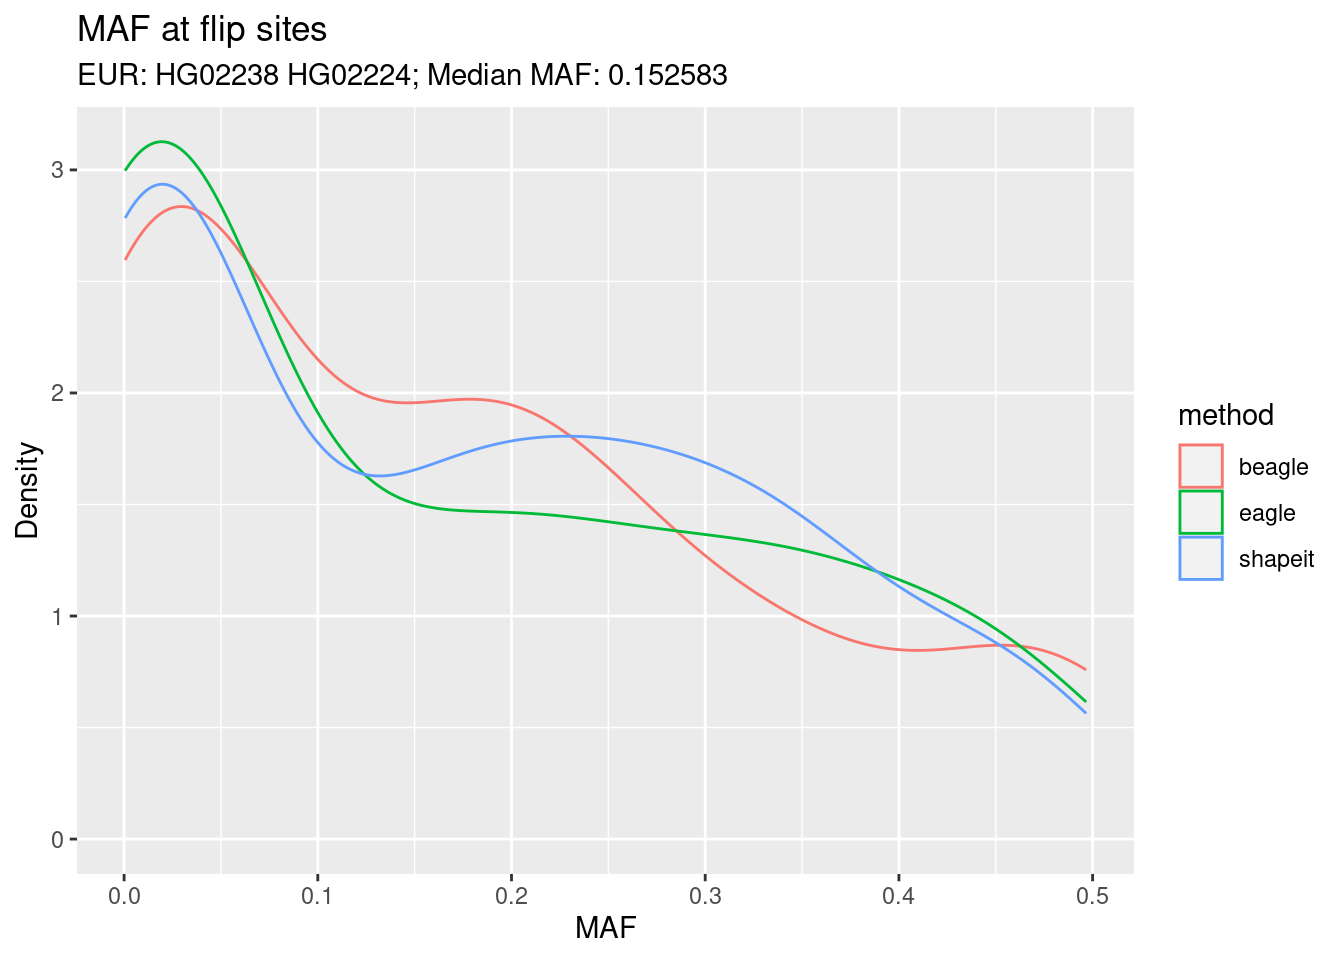 MAF at flip sites
EUR: HG02238 HG02224; Median MAF: 0.152583
Density
3
2
1
0
0.0 0.1 0.2 0.3 0.4 0.5
MAF
method
beagle
eagle
shapeit